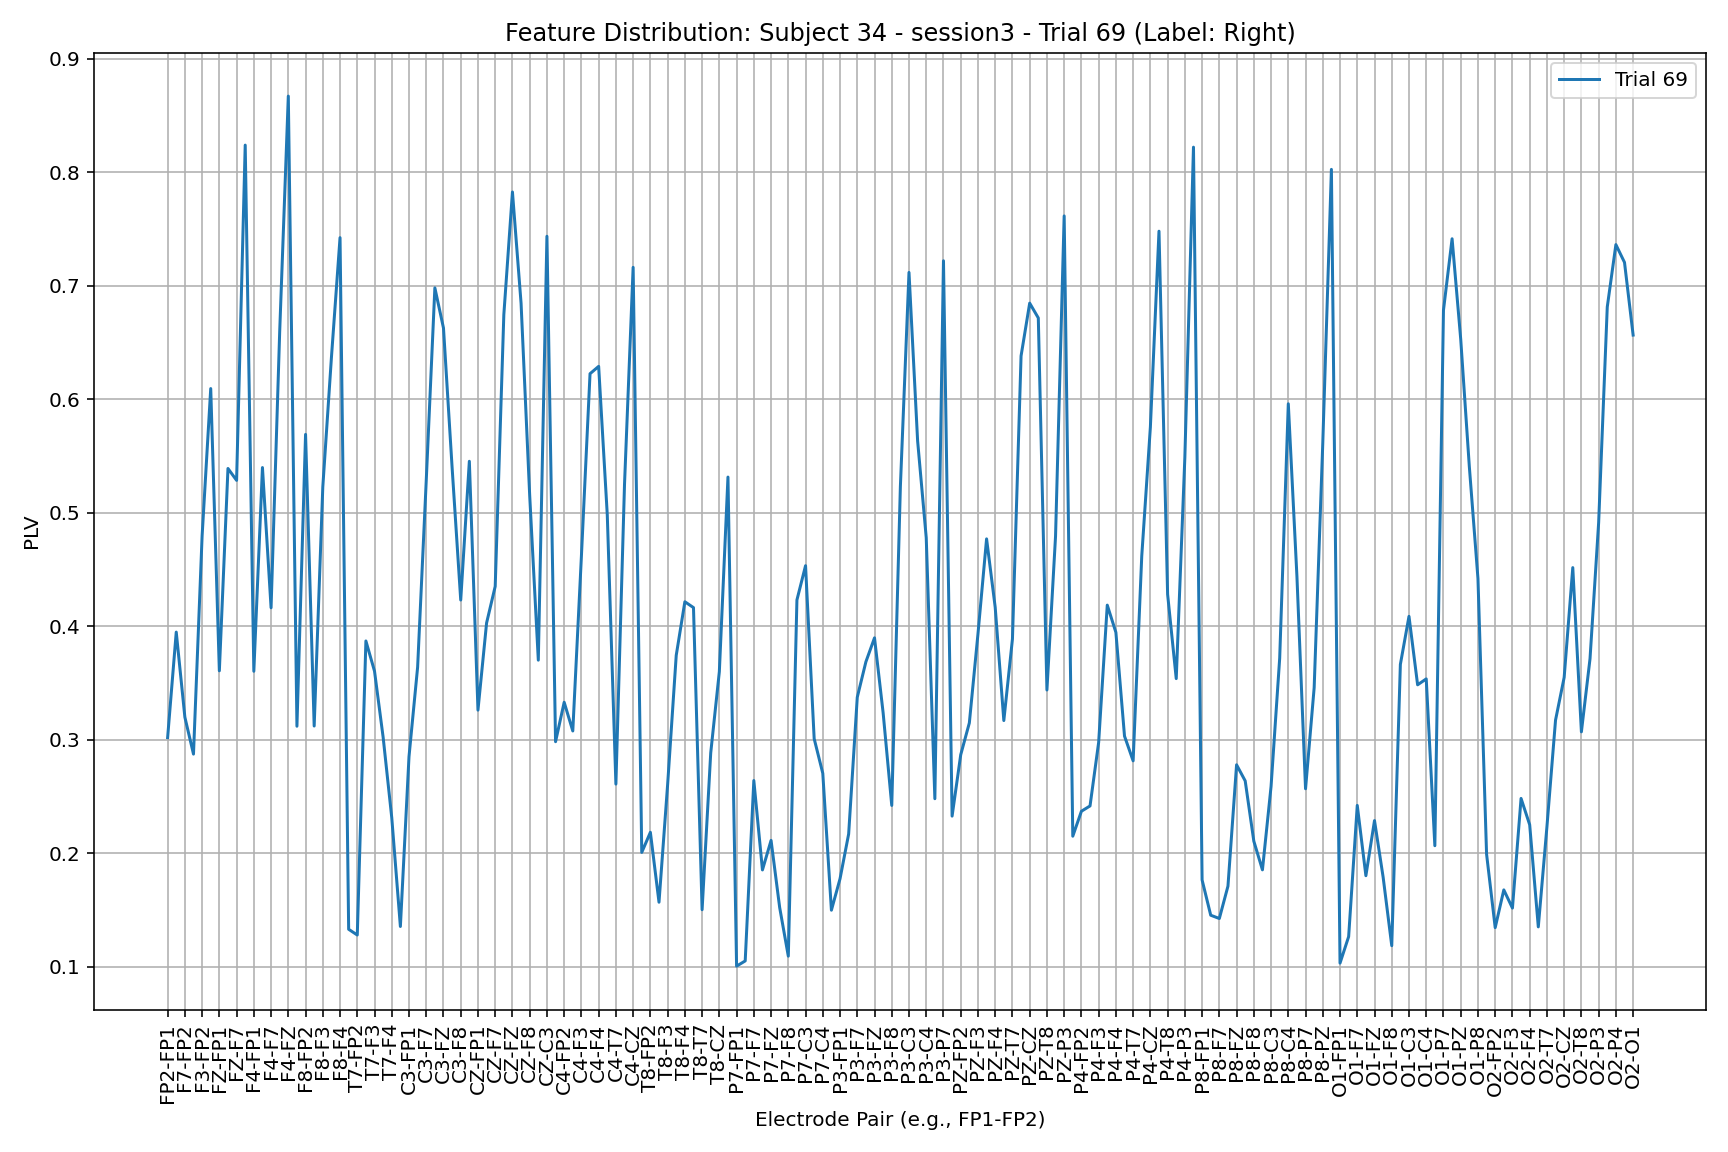 Feature Distribution: Subject 34 - session3 - Trial 69 (Label: Right)
Trial 69
PLV
0.9
0.8
0.7
0.6
0.5
0.4
0.3
0.2
0.1
FP2-FP1
F7-FP2
F3-FP2
FZ-FP1
FZ-F7
F4-FP1
F4-F7
F4-FZ
F8-FP2
F8-F3
F8-F4
T7-FP2
T7-F3
T7-F4
C3-FP1
C3-F7
C3-FZ
C3-F8
CZ-FP1
CZ-F7
CZ-FZ
CZ-F8
CZ-C3
C4-FP2
C4-F3
C4-F4
C4-T7
C4-CZ
T8-FP2
T8-F3
T8-F4
T8-T7
T8-CZ
P7-FP1
P7-F7
P7-FZ
P7-F8
P7-C3
P7-C4
P3-FP1
P3-F7
P3-FZ
P3-F8
P3-C3
P3-C4
P3-P7
PZ-FP2
PZ-F3
PZ-F4
PZ-T7
PZ-CZ
PZ-T8
PZ-P3
P4-FP2
P4-F3
P4-F4
P4-T7
P4-CZ
P4-T8
P4-P3
P8-FP1
P8-F7
P8-FZ
P8-F8
P8-C3
P8-C4
P8-P7
P8-PZ
O1-FP1
O1-F7
O1-FZ
O1-F8
O1-C3
O1-C4
O1-P7
O1-PZ
O1-P8
O2-FP2
O2-F3
O2-F4
O2-T7
O2-CZ
O2-T8
O2-P3
O2-P4
O2-O1
Electrode Pair (e.g., FP1-FP2)